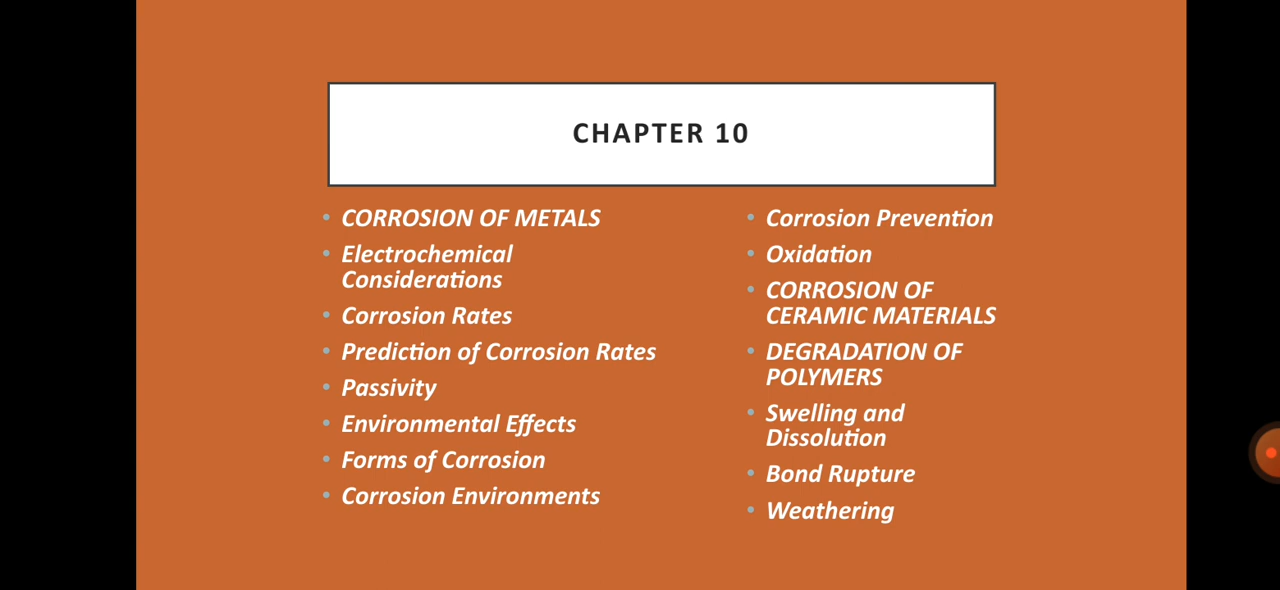 CHAPTER 10
• CORROSION OF METALS
• Electrochemical
Considerations
• Corrosion Rates
• Prediction of Corrosion Rates
• Passivity
• Environmental Effects
• Forms of Corrosion
• Corrosion Environments
• Corrosion Prevention
• Oxidation
• CORROSION OF
CERAMIC MATERIALS
• DEGRADATION OF
POLYMERS
• Swelling and
Dissolution
• Bond Rupture
• Weathering